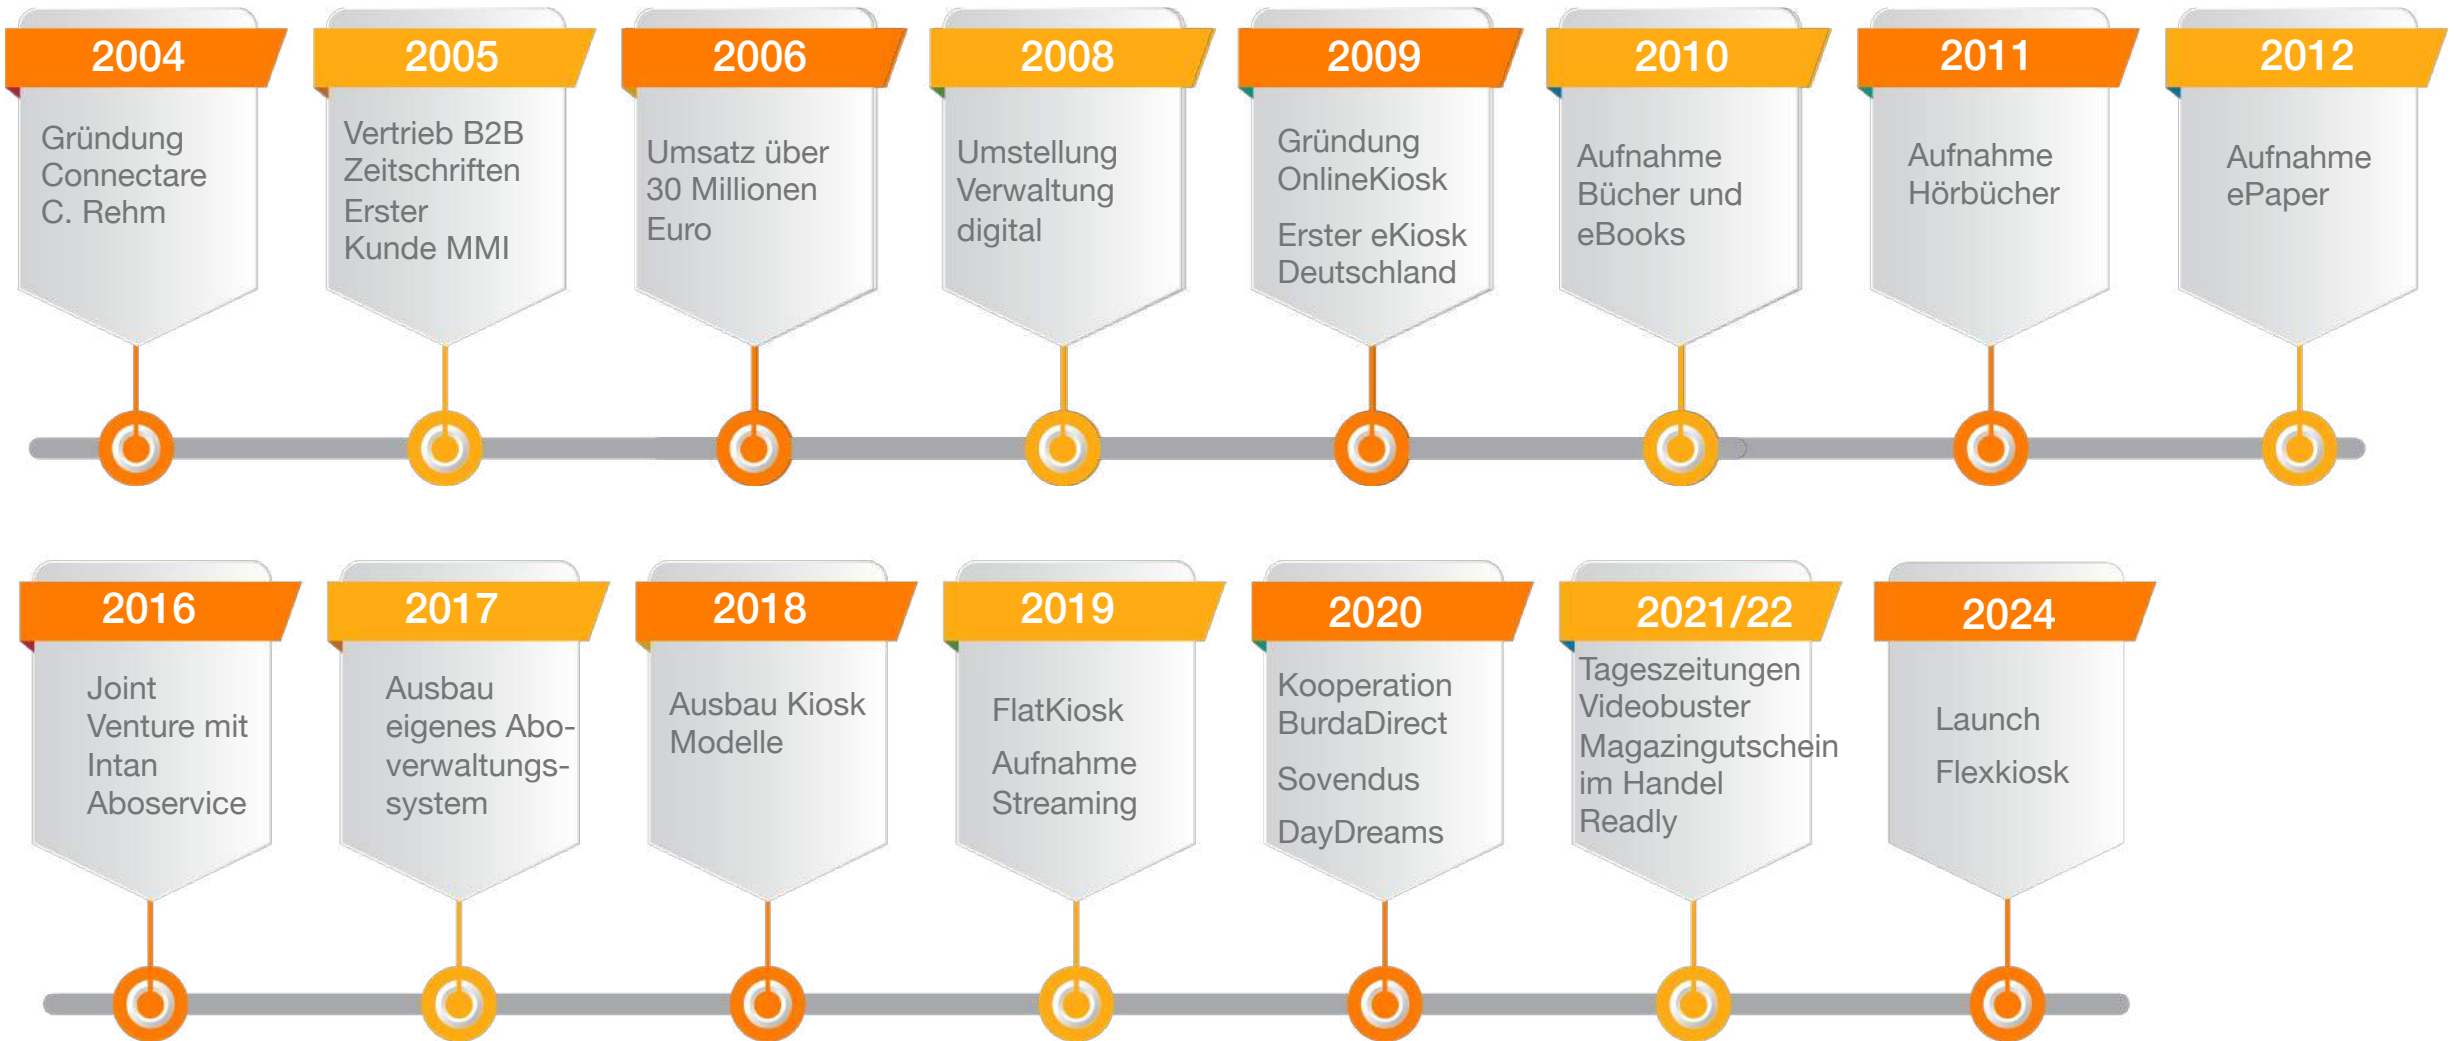 2004
Gründung
Connectare
C. Rehm
2005
Vertrieb B2B
Zeitschriften
Erster
Kunde MMI
2006
Umsatz über
30 Millionen
Euro
2008
Umstellung
Verwaltung
digital
2009
Gründung
OnlineKiosk
Erster eKiosk
Deutschland
2010
Aufnahme
Bücher und
eBooks
2011
Aufnahme
Hörbücher
2012
Aufnahme
ePaper
2016
Joint
Venture mit
Intan
Aboservice
2017
Ausbau
eigenes Abo-
verwaltungs-
system
2018
Ausbau Kiosk
Modelle
2019
FlatKiosk
Aufnahme
Streaming
2020
Kooperation
BurdaDirect
Sovendus
DayDreams
2021/22
Tageszeitungen
Videobuster
Magazingutschein
im Handel
Readly
2024
Launch
Flexkiosk